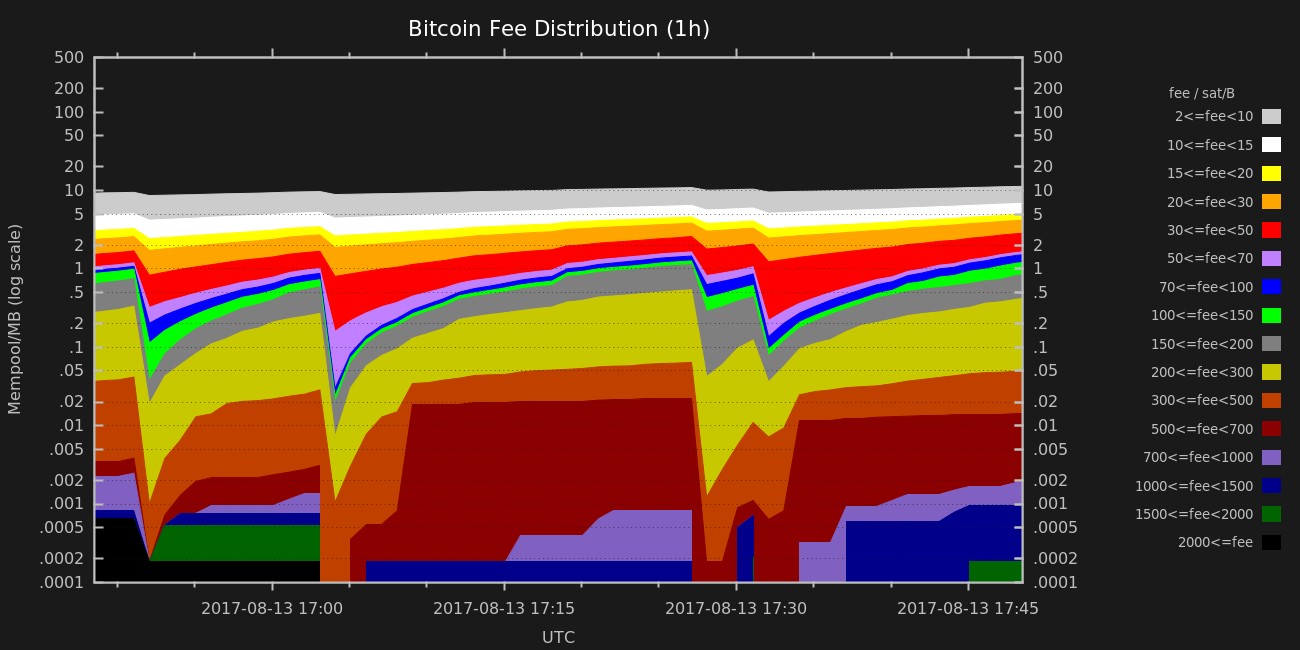 Bitcoin Fee Distribution (1h)
500 500
200 200
100 100
50 50
20 20
10 10
5 5
2 2
1 1
.5 .5
.2 .2
.1 .1
.05 .05
.02 .02
.01 .01
.005 .005
.002 .002
.001 .001
.0005 .0005
.0002 .0002
.0001 .0001
Mempool/MB (log scale)
2017-08-13 17:00 2017-08-13 17:15 2017-08-13 17:30 2017-08-13 17:45
UTC
fee / sat/B
2<=fee<10
10<=fee<15
15<=fee<20
20<=fee<30
30<=fee<50
50<=fee<70
70<=fee<100
100<=fee<150
150<=fee<200
200<=fee<300
300<=fee<500
500<=fee<700
700<=fee<1000
1000<=fee<1500
1500<=fee<2000
2000<=fee